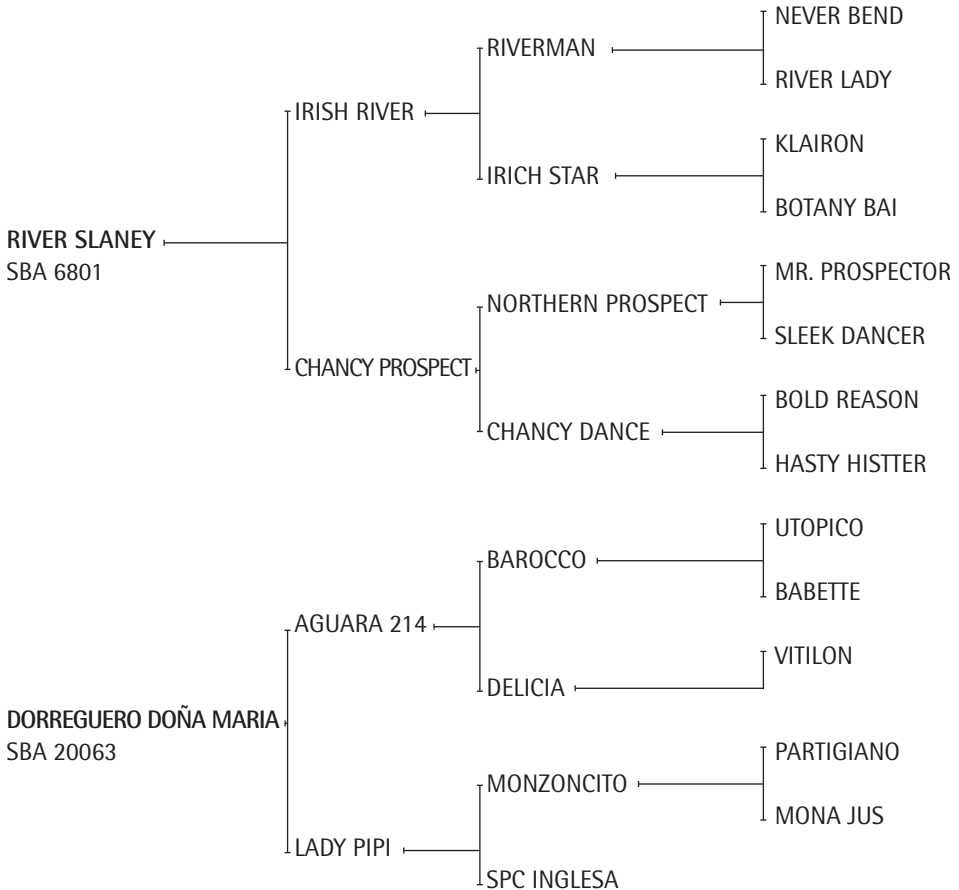 NEVER BEND
RIVERMAN
RIVER LADY
IRISH RIVER
KLAIRON
IRICH STAR
BOTANY BAI
RIVER SLANEY
SBA 6801
MR. PROSPECTOR
NORTHERN PROSPECT
SLEEK DANCER
CHANCY PROSPECT
BOLD REASON
CHANCY DANCE
HASTY HISTTER
UTOPICO
BAROCCO
BABETTE
AGUARA 214
VITILON
DELICIA
DORREGUERO DOÑA MARIA
SBA 20063
PARTIGIANO
MONZONCITO
MONA JUS
LADY PIPI
SPC INGLESA